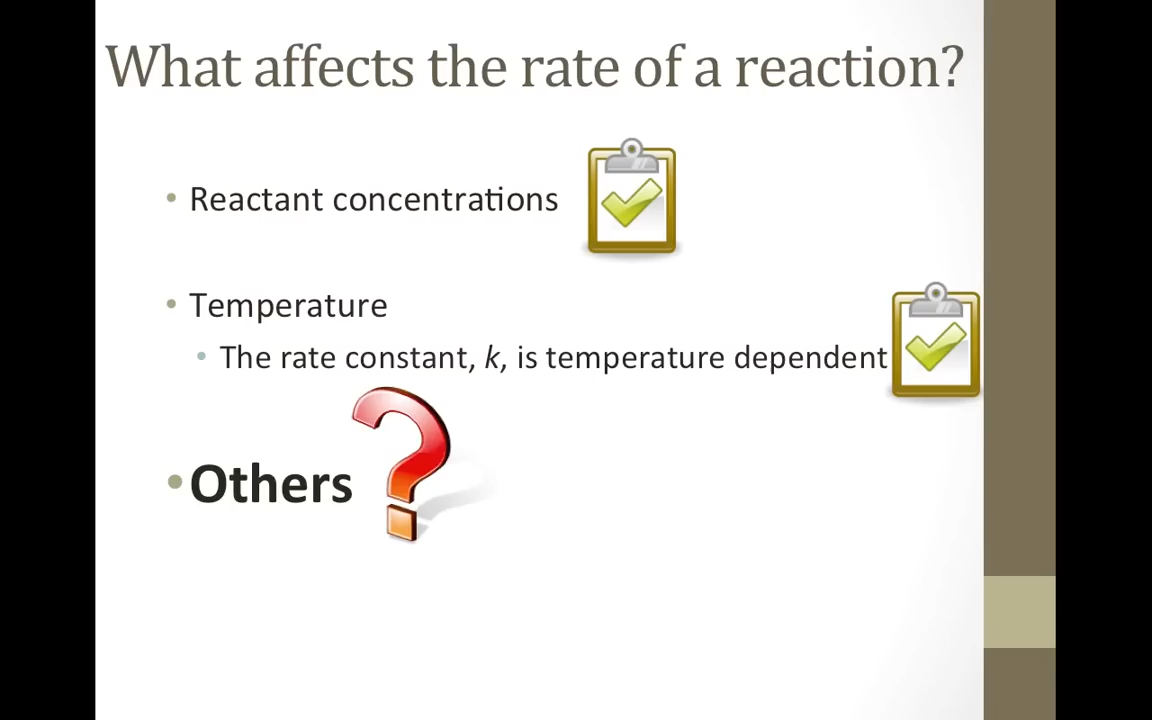 What affects the rate of a reaction?
• Reactant concentrations
• Temperature
• The rate constant, k, is temperature dependent
• Others ?